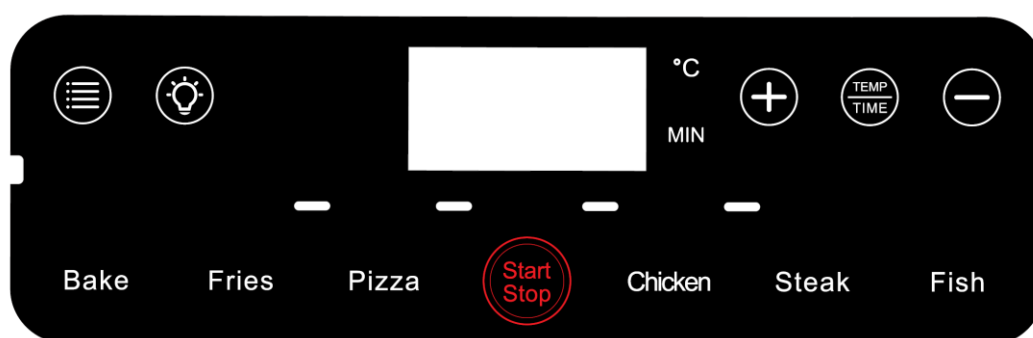 °C
TEMP
TIME
MIN
Bake Fries Pizza Start Stop Chicken Steak Fish